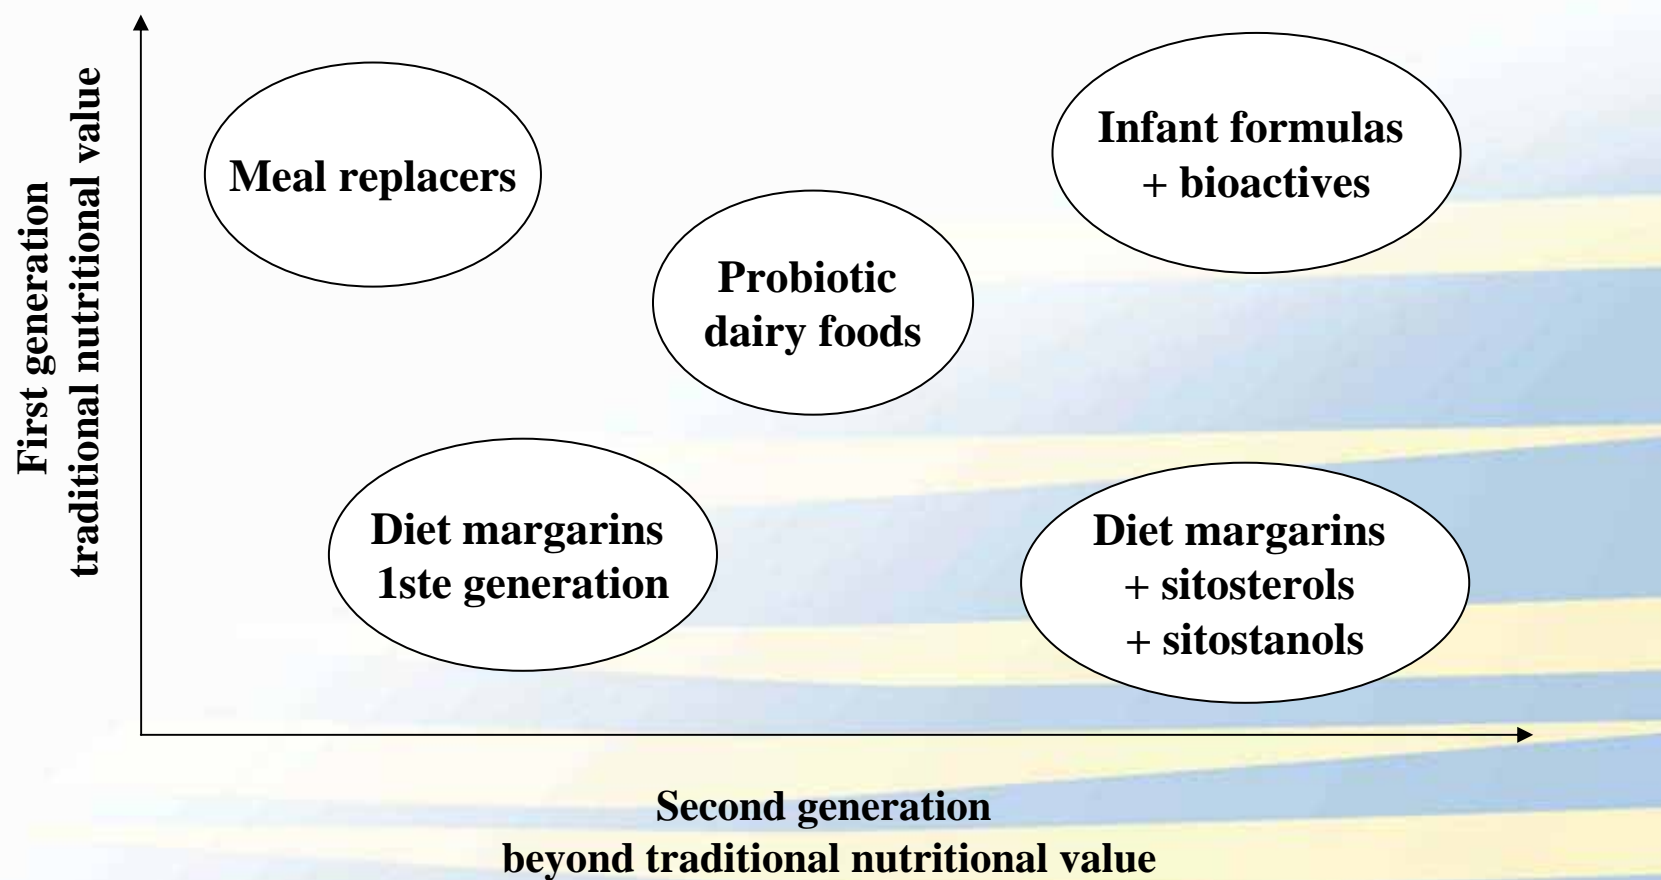 First generation
traditional nutritional value
Meal replacers
Infant formulas
+ bioactives
Probiotic
dairy foods
Diet margarins
1ste generation
Diet margarins
+ sitosterols
+ sitostanols
Second generation
beyond traditional nutritional value